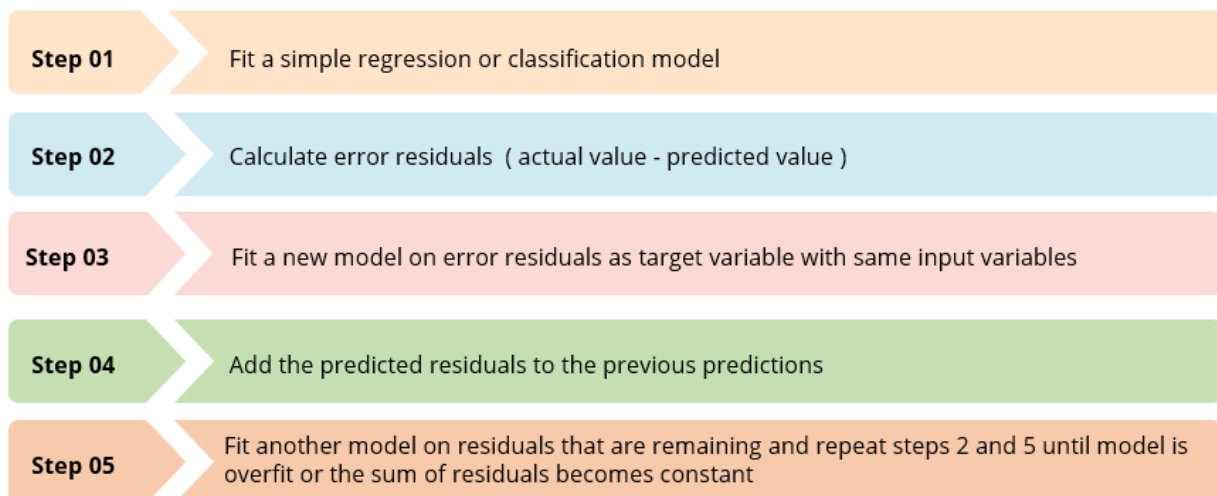 Step 01
Fit a simple regression or classification model
Step 02
Calculate error residuals ( actual value - predicted value )
Step 03
Fit a new model on error residuals as target variable with same input variables
Step 04
Add the predicted residuals to the previous predictions
Step 05
Fit another model on residuals that are remaining and repeat steps 2 and 5 until model is
overfit or the sum of residuals becomes constant